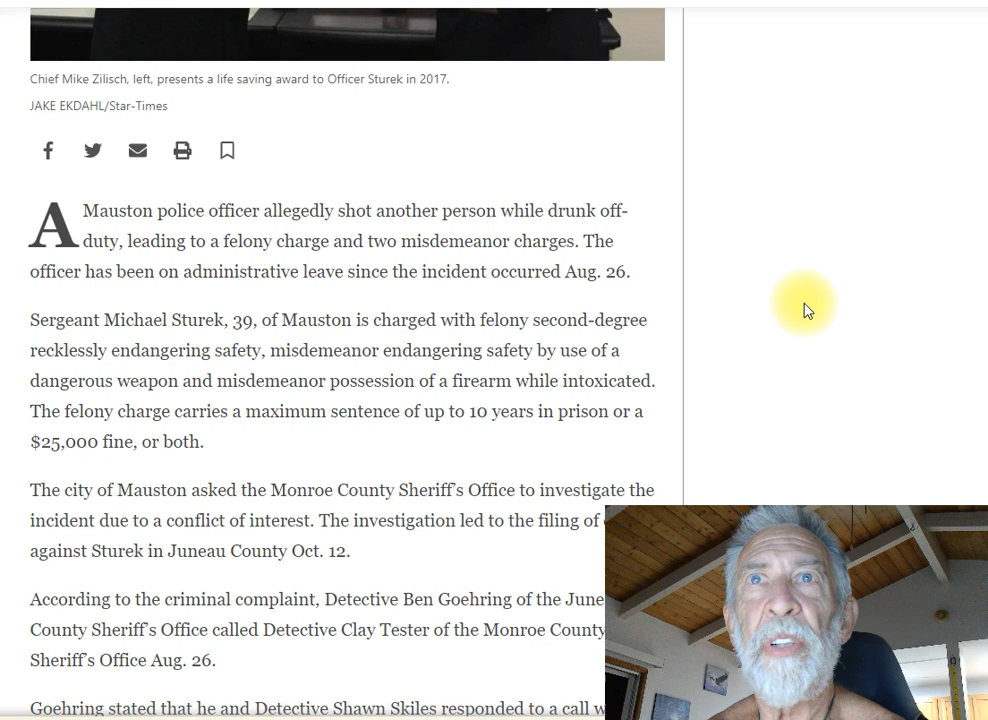 Chief Mike Zilisch, left, presents a life saving award to Officer Sturek in 2017.
JAKE EKDAHL/Star-Times
A Mauston police officer allegedly shot another person while drunk off-
duty, leading to a felony charge and two misdemeanor charges. The
officer has been on administrative leave since the incident occurred Aug. 26.
Sergeant Michael Sturek, 39, of Mauston is charged with felony second-degree
recklessly endangering safety, misdemeanor endangering safety by use of a
dangerous weapon and misdemeanor possession of a firearm while intoxicated.
The felony charge carries a maximum sentence of up to 10 years in prison or a
$25,000 fine, or both.
The city of Mauston asked the Monroe County Sheriff's Office to investigate the
incident due to a conflict of interest. The investigation led to the filing of
against Sturek in Juneau County Oct. 12.
According to the criminal complaint, Detective Ben Goehring of the June
County Sheriff's Office called Detective Clay Tester of the Monroe County
Sheriff's Office Aug. 26.
Goehring stated that he and Detective Shawn Skiles responded to a call w